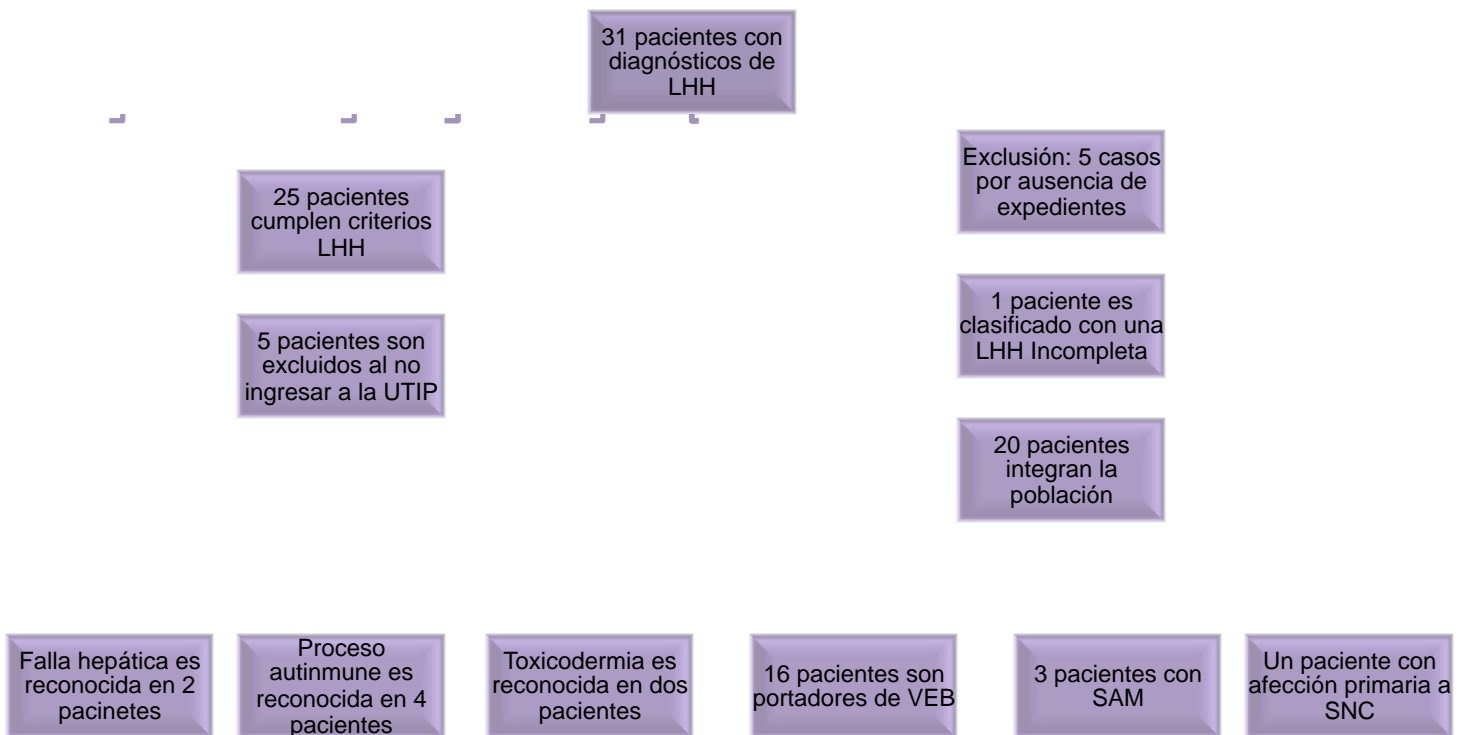 31 pacientes con
diagnósticos de
LHH
25 pacientes
cumplen criterios
LHH
5 pacientes son
excluidos al no
ingresar a la UTIP
Exclusión: 5 casos
por ausencia de
expedientes
1 paciente es
clasificado con una
LHH Incompleta
20 pacientes
integran la
población
Falla hepática es
reconocida en 2
pacinetes
Proceso
autinmune es
reconocida en 4
pacientes
Toxicodermia es
reconocida en dos
pacientes
16 pacientes son
portadores de VEB
3 pacientes con
SAM
Un paciente con
afección primaria a
SNC